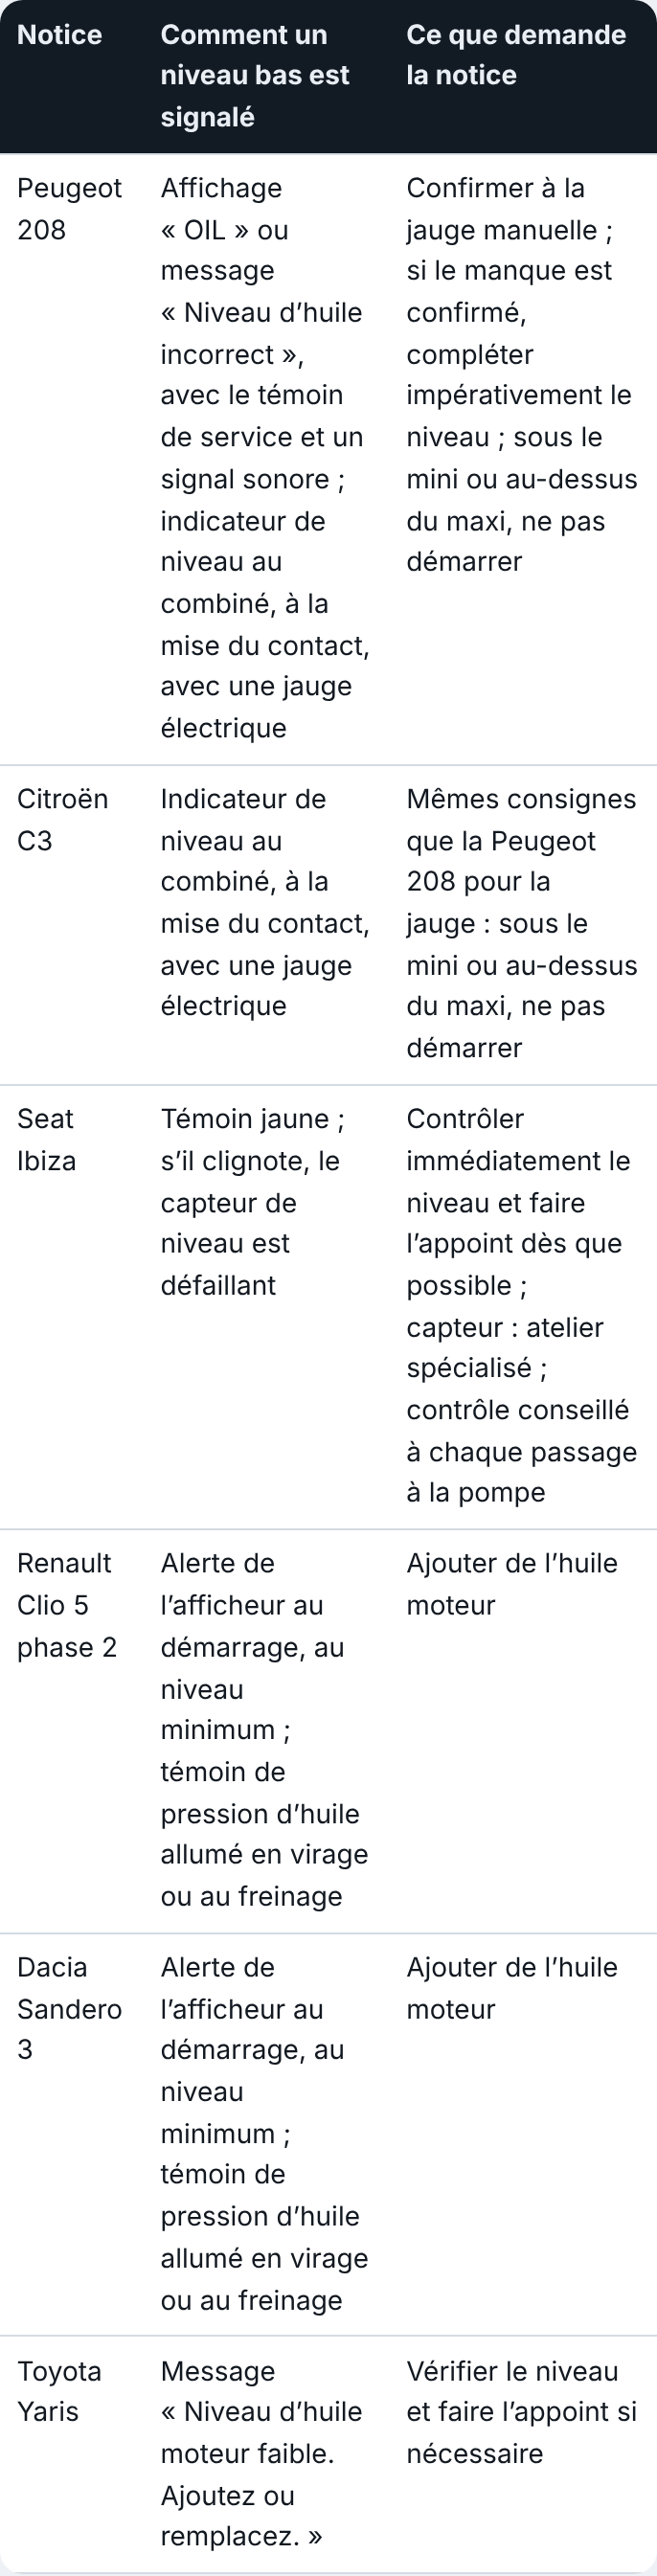 Notice
Comment un
niveau bas est
signalé
Ce que demande
la notice
Peugeot
208
Affichage
« OIL » ou
message
« Niveau d’huile
incorrect »,
avec le témoin
de service et un
signal sonore ;
indicateur de
niveau au
combiné, à la
mise du contact,
avec une jauge
électrique
Confirmer à la
jauge manuelle ;
si le manque est
confirmé,
compléter
impérativement le
niveau ; sous le
mini ou au-dessus
du maxi, ne pas
démarrer
Citroën
C3
Indicateur de
niveau au
combiné, à la
mise du contact,
avec une jauge
électrique
Mêmes consignes
que la Peugeot
208 pour la
jauge : sous le
mini ou au-dessus
du maxi, ne pas
démarrer
Seat
Ibiza
Témoin jaune ;
s’il clignote, le
capteur de
niveau est
défaillant
Contrôler
immédiatement le
niveau et faire
l’appoint dès que
possible ;
capteur : atelier
spécialisé ;
contrôle conseillé
à chaque passage
à la pompe
Renault
Clio 5
phase 2
Alerte de
l’afficheur au
démarrage, au
niveau
minimum ;
témoin de
pression d’huile
allumé en virage
ou au freinage
Ajouter de l’huile
moteur
Dacia
Sandero
3
Alerte de
l’afficheur au
démarrage, au
niveau
minimum ;
témoin de
pression d’huile
allumé en virage
ou au freinage
Ajouter de l’huile
moteur
Toyota
Yaris
Message
« Niveau d’huile
moteur faible.
Ajoutez ou
remplacez. »
Vérifier le niveau
et faire l’appoint si
nécessaire